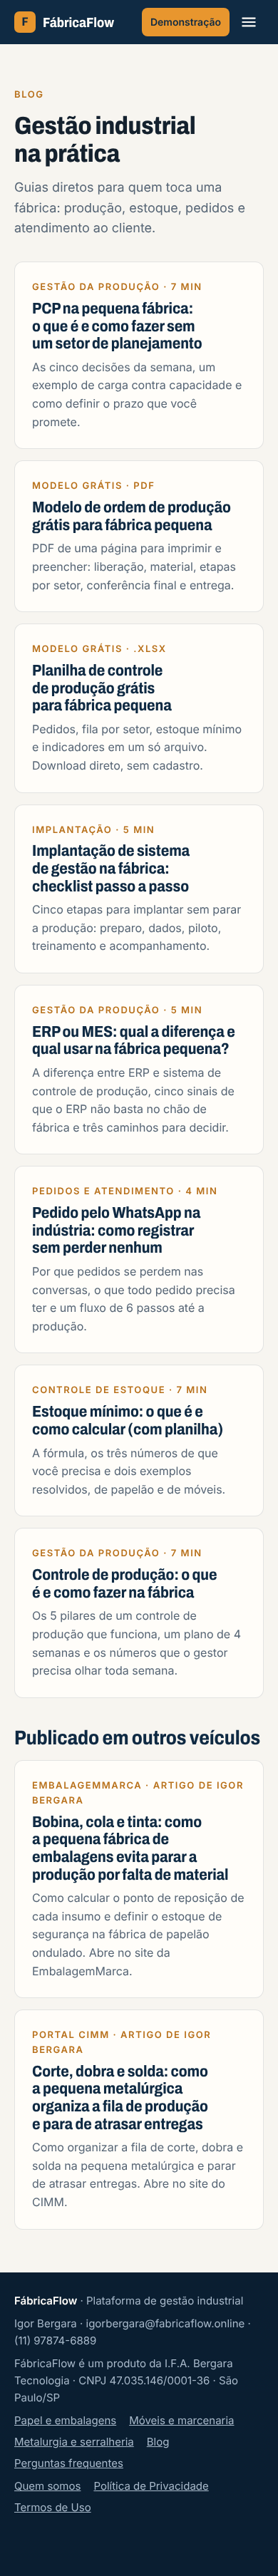 F FábricaFlow Demonstração
BLOG
Gestão industrial
na prática
Guias diretos para quem toca uma
fábrica: produção, estoque, pedidos e
atendimento ao cliente.
GESTÃO DA PRODUÇÃO · 7 MIN
PCP na pequena fábrica:
o que é e como fazer sem
um setor de planejamento
As cinco decisões da semana, um
exemplo de carga contra capacidade e
como definir o prazo que você
promete.
MODELO GRÁTIS · PDF
Modelo de ordem de produção
grátis para fábrica pequena
PDF de uma página para imprimir e
preencher: liberação, material, etapas
por setor, conferência final e entrega.
MODELO GRÁTIS · .XLSX
Planilha de controle
de produção grátis
para fábrica pequena
Pedidos, fila por setor, estoque mínimo
e indicadores em um só arquivo.
Download direto, sem cadastro.
IMPLANTAÇÃO · 5 MIN
Implantação de sistema
de gestão na fábrica:
checklist passo a passo
Cinco etapas para implantar sem parar
a produção: preparo, dados, piloto,
treinamento e acompanhamento.
GESTÃO DA PRODUÇÃO · 5 MIN
ERP ou MES: qual a diferença e
qual usar na fábrica pequena?
A diferença entre ERP e sistema de
controle de produção, cinco sinais de
que o ERP não basta no chão de
fábrica e três caminhos para decidir.
PEDIDOS E ATENDIMENTO · 4 MIN
Pedido pelo WhatsApp na
indústria: como registrar
sem perder nenhum
Por que pedidos se perdem nas
conversas, o que todo pedido precisa
ter e um fluxo de 6 passos até a
produção.
CONTROLE DE ESTOQUE · 7 MIN
Estoque mínimo: o que é e
como calcular (com planilha)
A fórmula, os três números de que
você precisa e dois exemplos
resolvidos, de papelão e de móveis.
GESTÃO DA PRODUÇÃO · 7 MIN
Controle de produção: o que
é e como fazer na fábrica
Os 5 pilares de um controle de
produção que funciona, um plano de 4
semanas e os números que o gestor
precisa olhar toda semana.
Publicado em outros veículos
EMBALAGEMMARCA · ARTIGO DE IGOR
BERGARA
Bobina, cola e tinta: como
a pequena fábrica de
embalagens evita parar a
produção por falta de material
Como calcular o ponto de reposição de
cada insumo e definir o estoque de
segurança na fábrica de papelão
ondulado. Abre no site da
EmbalagemMarca.
PORTAL CIMM · ARTIGO DE IGOR
BERGARA
Corte, dobra e solda: como
a pequena metalúrgica
organiza a fila de produção
e para de atrasar entregas
Como organizar a fila de corte, dobra e
solda na pequena metalúrgica e parar
de atrasar entregas. Abre no site do
CIMM.
FábricaFlow · Plataforma de gestão industrial
Igor Bergara · igorbergara@fabricaflow.online ·
(11) 97874-6889
FábricaFlow é um produto da I.F.A. Bergara
Tecnologia · CNPJ 47.035.146/0001-36 · São
Paulo/SP
Papel e embalagens Móveis e marcenaria
Metalurgia e serralheria Blog
Perguntas frequentes
Quem somos Política de Privacidade
Termos de Uso